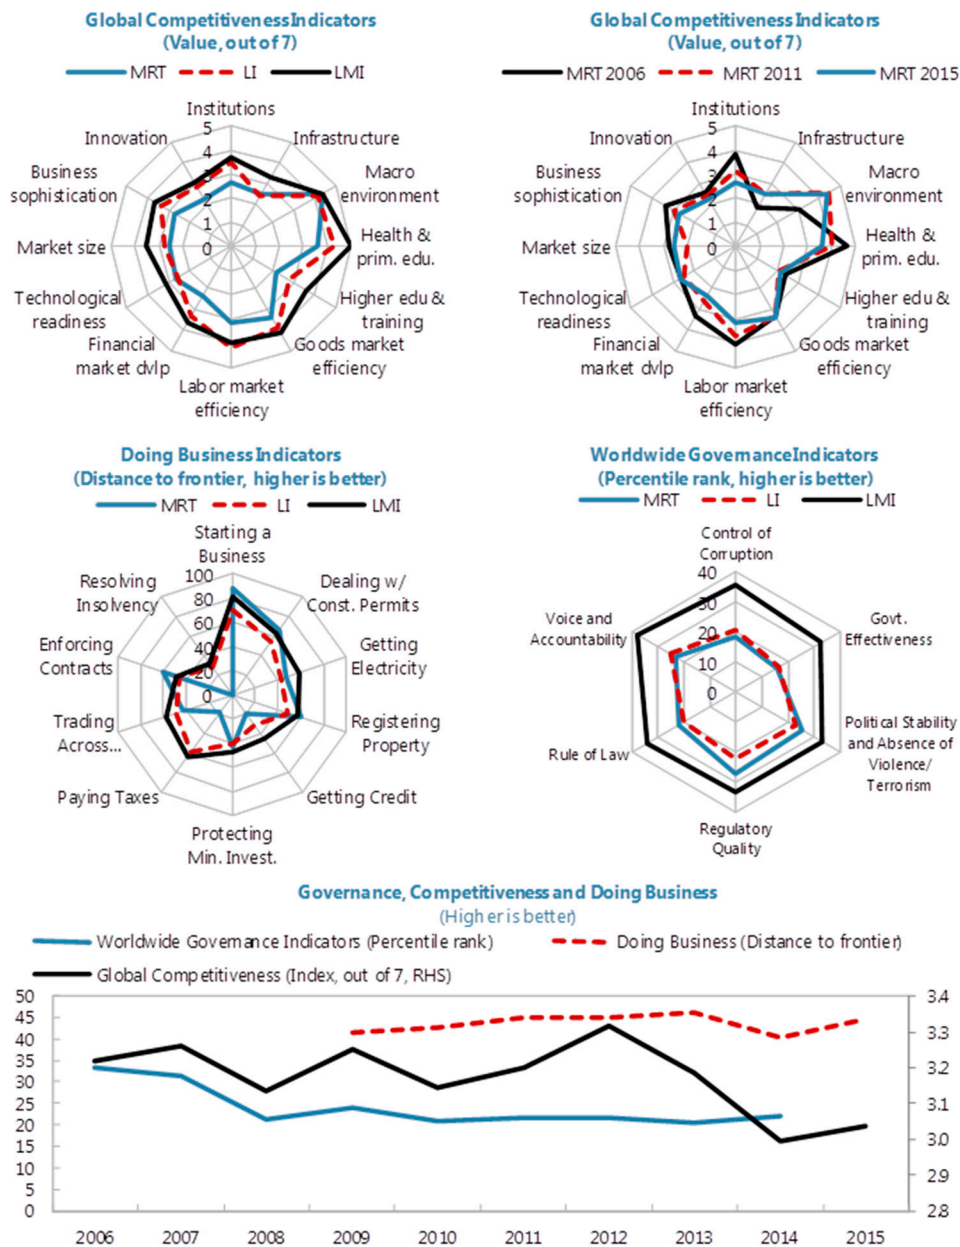 Global Competitiveness Indicators
(Value, out of 7)
MRT LI LMI
Institutions
Infrastructure
Macro
environment
Health &
prim. edu.
Higher edu &
training
Goods market
efficiency
Labor market
efficiency
Financial
market dvlp
Technological
readiness
Market size
Business
sophistication
Innovation
5
4
3
2
1
0
Global Competitiveness Indicators
(Value, out of 7)
MRT 2006 MRT 2011 MRT 2015
Institutions
Infrastructure
Macro
environment
Health &
prim. edu.
Higher edu &
training
Goods market
efficiency
Labor market
efficiency
Financial
market dvlp
Technological
readiness
Market size
Business
sophistication
Innovation
5
4
3
2
1
0
Doing Business Indicators
(Distance to frontier, higher is better)
MRT LI LMI
Starting a
Business
Dealing w/
Const. Permits
Getting
Electricity
Registering
Property
Getting Credit
Protecting
Min. Invest.
Paying Taxes
Trading
Across...
Enforcing
Contracts
Resolving
Insolvency
100
80
60
40
20
0
Worldwide Governance Indicators
(Percentile rank, higher is better)
MRT LI LMI
Control of
Corruption
Govt.
Effectiveness
Political Stability
and Absence of
Violence/
Terrorism
Regulatory
Quality
Rule of Law
Voice and
Accountability
40
30
20
10
0
Governance, Competitiveness and Doing Business
(Higher is better)
Worldwide Governance Indicators (Percentile rank) Doing Business (Distance to frontier)
Global Competitiveness (Index, out of 7, RHS)
50
45
40
35
30
25
20
15
10
5
0
3.4
3.3
3.2
3.1
3.0
2.9
2.8
2006 2007 2008 2009 2010 2011 2012 2013 2014 2015